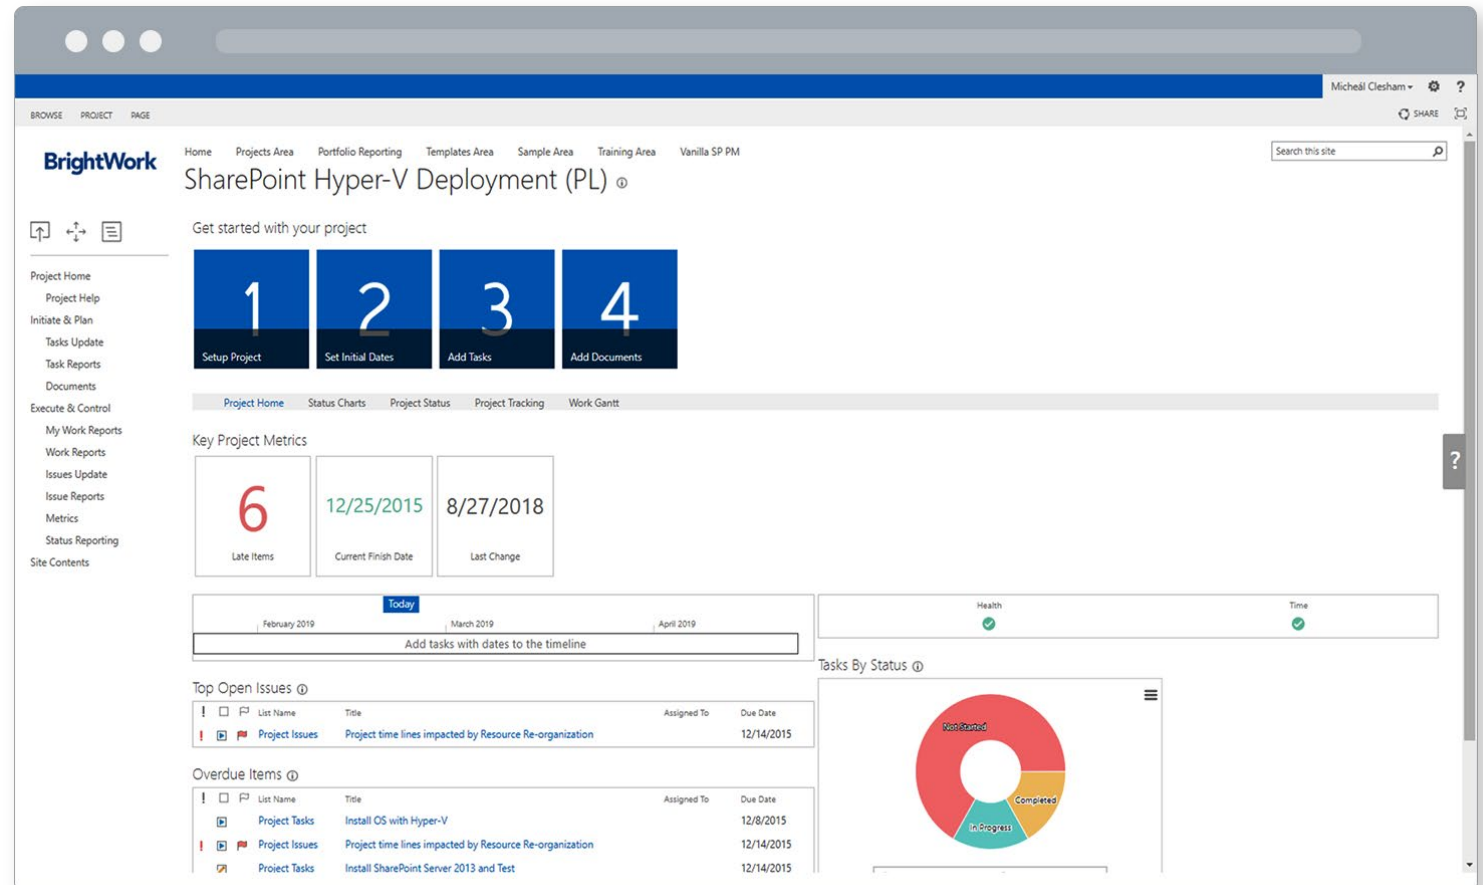 Micheál Clesham
?
BROWSE PROJECT PAGE
SHARE
BrightWork
Home Projects Area Portfolio Reporting Templates Area Sample Area Training Area Vanilla SP PM
Search this site
SharePoint Hyper-V Deployment (PL)
Get started with your project
1 2 3 4
Setup Project Set Initial Dates Add Tasks Add Documents
Project Home
Project Help
Initiate & Plan
Tasks Update
Task Reports
Documents
Execute & Control
My Work Reports
Work Reports
Issues Update
Issue Reports
Metrics
Status Reporting
Site Contents
Project Home Status Charts Project Status Project Tracking Work Gantt
Key Project Metrics
6 12/25/2015 8/27/2018
Late Items Current Finish Date Last Change
?
Today
February 2019 March 2019 April 2019
Add tasks with dates to the timeline
Health Time
Top Open Issues
! List Name Title Assigned To Due Date
! Project Issues Project time lines impacted by Resource Re-organization 12/14/2015
Overdue Items
! List Name Title Assigned To Due Date
Project Tasks Install OS with Hyper-V 12/8/2015
! Project Issues Project time lines impacted by Resource Re-organization 12/14/2015
Project Tasks Install SharePoint Server 2013 and Test 12/14/2015
Tasks By Status
Not Started
Completed
In Progress